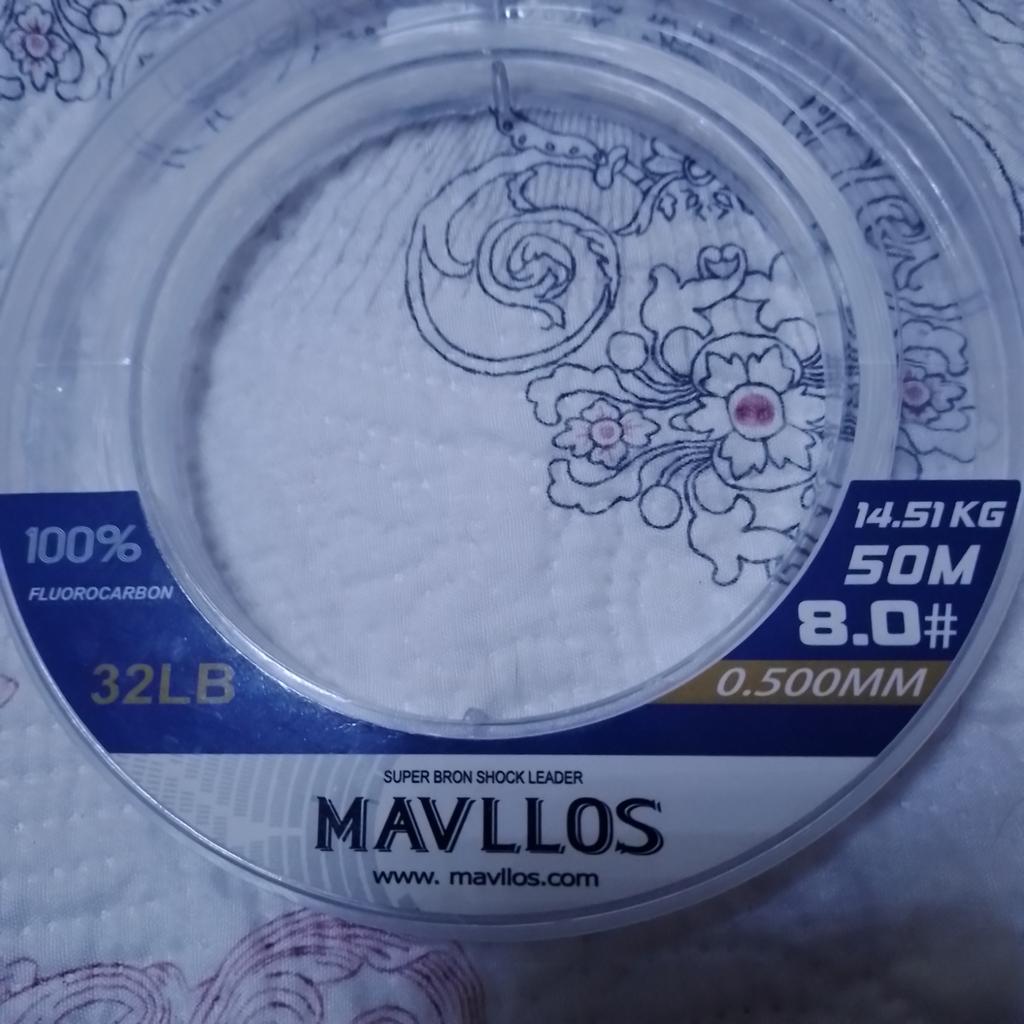 100%
FLUOROCARBON
32LB
14.51 KG
50M
8.0#
0.500MM
SUPER BRON SHOCK LEADER
MAVLLOS
www. mavllos.com